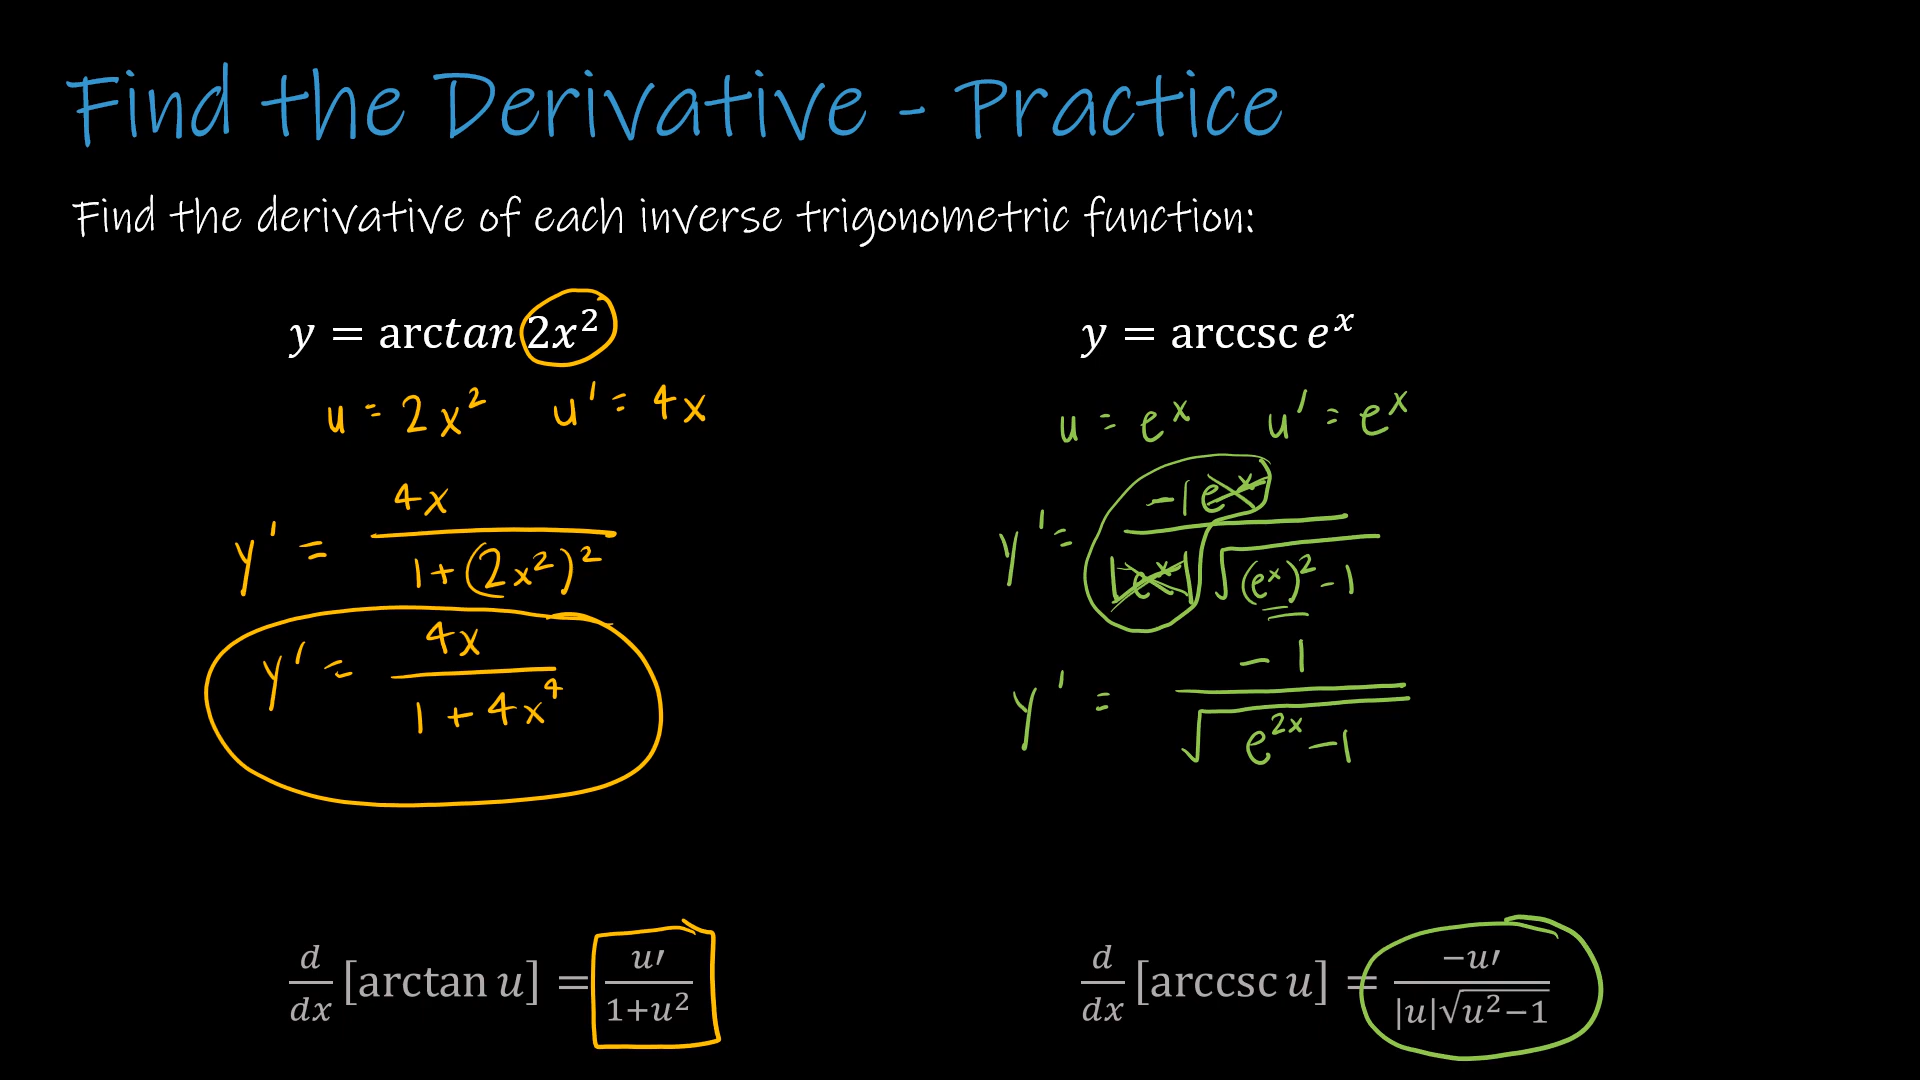 Find the Derivative - Practice
Find the derivative of each inverse trigonometric function:
y = arctan 2x²
u = 2x² u' = 4x
y' = 4x / 1+(2x²)²
y' = 4x / 1 + 4x⁴
d/dx [arctan u] = u′ / 1+u²
y = arccsc eˣ
u = eˣ u' = eˣ
y' = -1eˣ / |eˣ|√(eˣ)²-1
y' = -1 / √e²ˣ-1
d/dx [arccsc u] = −u′ / |u|√u²−1